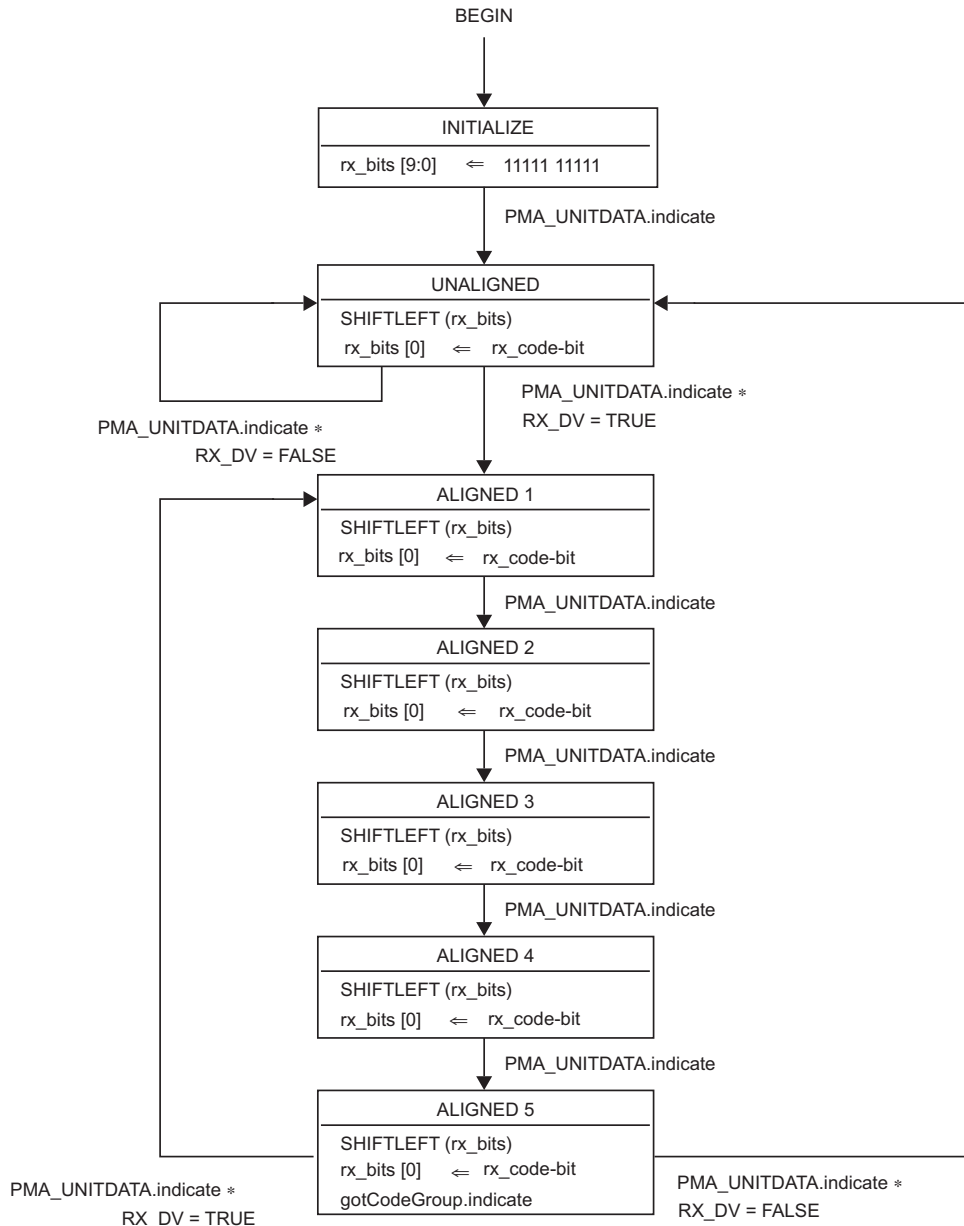 BEGIN
INITIALIZE
rx_bits [9:0] ⇐ 11111 11111
PMA_UNITDATA.indicate
UNALIGNED
SHIFTLEFT (rx_bits)
rx_bits [0] ⇐ rx_code-bit
PMA_UNITDATA.indicate *
RX_DV = FALSE
PMA_UNITDATA.indicate *
RX_DV = TRUE
ALIGNED 1
SHIFTLEFT (rx_bits)
rx_bits [0] ⇐ rx_code-bit
PMA_UNITDATA.indicate
ALIGNED 2
SHIFTLEFT (rx_bits)
rx_bits [0] ⇐ rx_code-bit
PMA_UNITDATA.indicate
ALIGNED 3
SHIFTLEFT (rx_bits)
rx_bits [0] ⇐ rx_code-bit
PMA_UNITDATA.indicate
ALIGNED 4
SHIFTLEFT (rx_bits)
rx_bits [0] ⇐ rx_code-bit
PMA_UNITDATA.indicate
ALIGNED 5
SHIFTLEFT (rx_bits)
rx_bits [0] ⇐ rx_code-bit
gotCodeGroup.indicate
PMA_UNITDATA.indicate *
RX_DV = TRUE
PMA_UNITDATA.indicate *
RX_DV = FALSE